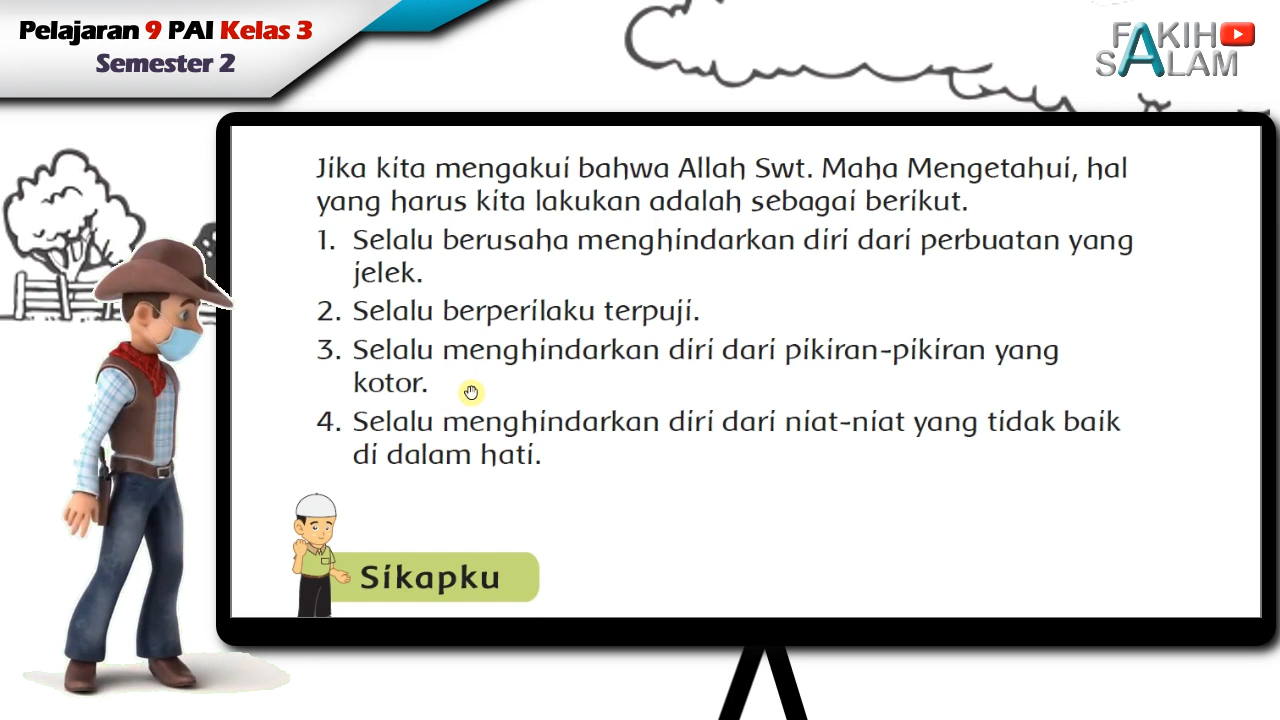 Pelajaran 9 PAI Kelas 3
Semester 2
FAKIH
SALAM
Jika kita mengakui bahwa Allah Swt. Maha Mengetahui, hal
yang harus kita lakukan adalah sebagai berikut.
1. Selalu berusaha menghindarkan diri dari perbuatan yang
jelek.
2. Selalu berperilaku terpuji.
3. Selalu menghindarkan diri dari pikiran-pikiran yang
kotor.
4. Selalu menghindarkan diri dari niat-niat yang tidak baik
di dalam hati.
Sikapku